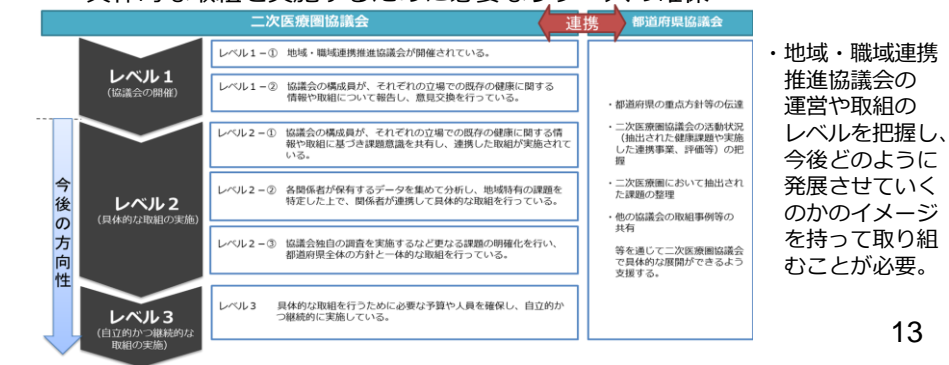 二次医療圏協議会
連携
都道府県協議会
レベル1
(協議会の開催)
レベル1-① 地域・職域連携推進協議会が開催されている。
レベル1-② 協議会の構成員が、それぞれの立場での既存の健康に関する
情報や取組について報告し、意見交換を行っている。
今後の方向性
レベル2
(具体的な取組の実施)
レベル2-① 協議会の構成員が、それぞれの立場での既存の健康に関する情
報や取組に基づき課題意識を共有し、連携した取組が実施されて
いる。
レベル2-② 各関係者が保有するデータを集めて分析し、地域特有の課題を
特定した上で、関係者が連携して具体的な取組を行っている。
レベル2-③ 協議会独自の調査を実施するなど更なる課題の明確化を行い、
都道府県全体の方針と一体的な取組を行っている。
レベル3
(自立的かつ継続的な
取組の実施)
レベル3 具体的な取組を行うために必要な予算や人員を確保し、自立的か
つ継続的に実施している。
・都道府県の重点方針等の伝達
・二次医療圏協議会の活動状況
(抽出された健康課題や実施
した連携事業、評価等)の把
握
・二次医療圏において抽出され
た課題の整理
・他の協議会の取組事例等の
共有
等を通じて二次医療圏協議会
で具体的な展開ができるよう
支援する。
・地域・職域連携
推進協議会の
運営や取組の
レベルを把握し、
今後どのように
発展させていく
のかのイメージ
を持って取り組
むことが必要。
13